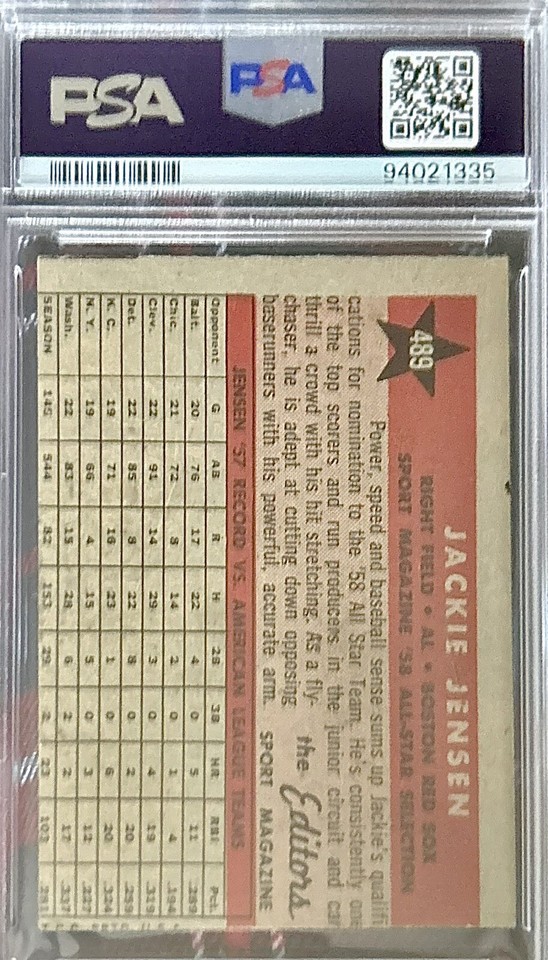 PSA
PSA
94021335
489
JACKIE JENSEN
RIGHT FIELD • AL • BOSTON RED SOX
SPORT MAGAZINE '58 ALL-STAR SELECTION
Power, speed and baseball sense sums up Jackie's qualifi
cations for nomination to the '58 All Star Team. He's consistently one
of the top scorers and run producers in the junior circuit and can
thrill a crowd with his hit stretching. As a fly-
chaser, he is adept at cutting down opposing
baserunners with his powerful, accurate arm.
the Editors
SPORT MAGAZINE
JENSEN '57 RECORD VS. AMERICAN LEAGUE TEAMS
Opponent G AB R H 2B 3B HR RBI Pct.
Balt. 20 76 17 22 4 0 5 11 .289
Chic. 21 72 8 14 2 0 1 4 .194
Clev. 22 91 14 29 3 0 4 19 .319
Det. 22 85 8 22 8 0 2 20 .259
K. C. 19 71 16 23 1 0 6 20 .324
N. Y. 19 66 4 15 5 0 3 12 .227
Wash. 22 83 15 28 6 2 2 17 .337
SEASON 145 544 82 153 29 2 23 103 .281